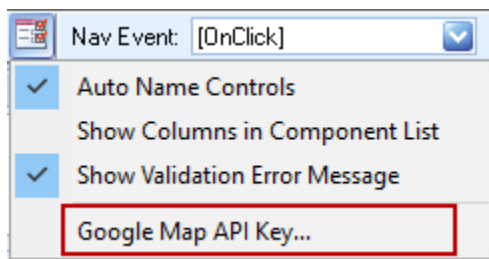 Nav Event: [OnClick]
Auto Name Controls
Show Columns in Component List
Show Validation Error Message
Google Map API Key...